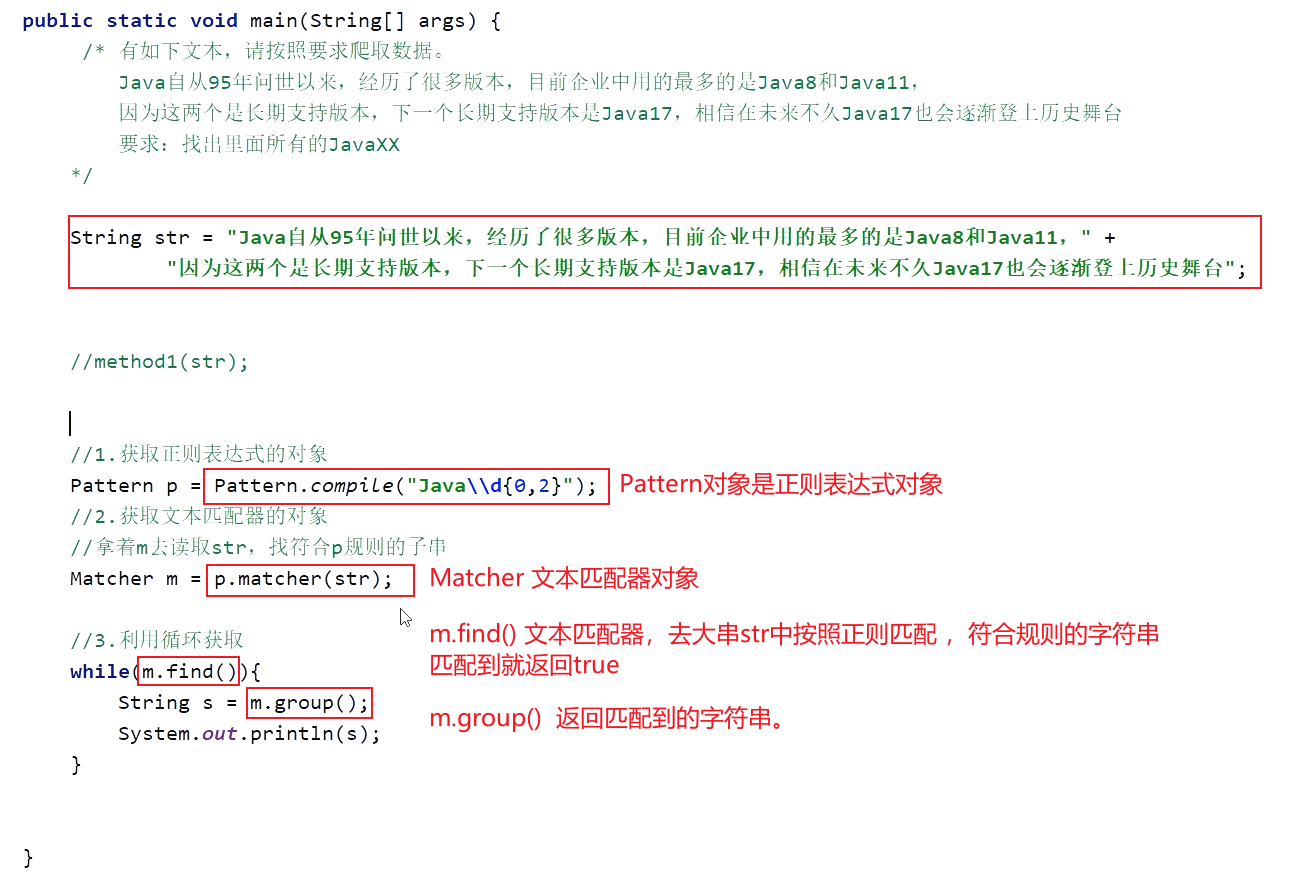 public static void main(String[] args) {
/* 有如下文本，请按照要求爬取数据。
Java自从95年问世以来，经历了很多版本，目前企业中用的最多的是Java8和Java11，
因为这两个是长期支持版本，下一个长期支持版本是Java17，相信在未来不久Java17也会逐渐登上历史舞台
要求：找出里面所有的JavaXX
*/
String str = "Java自从95年问世以来，经历了很多版本，目前企业中用的最多的是Java8和Java11，" +
"因为这两个是长期支持版本，下一个长期支持版本是Java17，相信在未来不久Java17也会逐渐登上历史舞台";
//method1(str);
//1.获取正则表达式的对象
Pattern p = Pattern.compile("Java\\d{0,2}"); Pattern对象是正则表达式对象
//2.获取文本匹配器的对象
//拿着m去读取str，找符合p规则的子串
Matcher m = p.matcher(str); Matcher 文本匹配器对象
//3.利用循环获取
m.find() 文本匹配器，去大串str中按照正则匹配 ，符合规则的字符串
匹配到就返回true
while(m.find()){
String s = m.group();
m.group() 返回匹配到的字符串。
System.out.println(s);
}
}